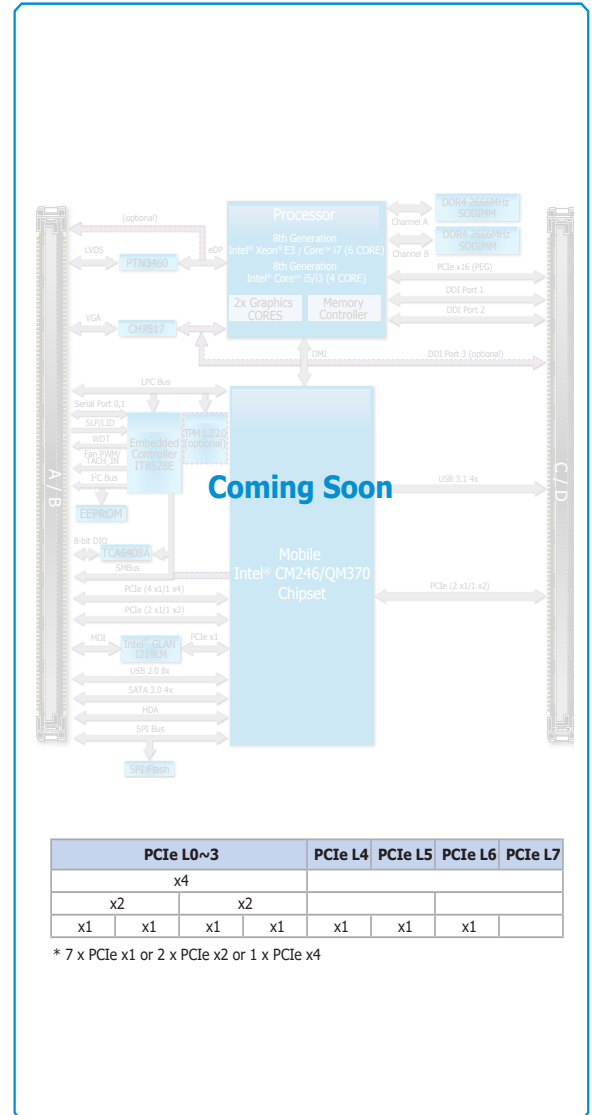 DDR4 2666MHz
SODIMM
Channel A
DDR4 2666MHz
SODIMM
Channel B
(optional)
LVDS
PTN3460
eDP
Processor
8th Generation
Intel® Xeon® E3 / Core™ i7 (6 CORE)
8th Generation
Intel® Core™ i5/i3 (4 CORE)
2x Graphics
CORES
Memory
Controller
PCIe x16 (PEG)
DDI Port 1
DDI Port 2
VGA
CH7517
DMI
DDI Port 3 (optional)
LPC Bus
Serial Port 0,1
SLP/LID
WDT
Fan PWM/
TACH_IN
I²C Bus
Embedded
Controller
IT8528E
TPM 1.2/2.0
(optional)
A / B
C / D
Coming Soon
USB 3.1 4x
EEPROM
8-bit DIO
TCA6408A
SMBus
Mobile
Intel® CM246/QM370
Chipset
PCIe (4 x1/1 x4)
PCIe (2 x1/1 x2)
PCIe (2 x1/1 x2)
MDI
Intel® GLAN
I219LM
PCIe x1
USB 2.0 8x
SATA 3.0 4x
HDA
SPI Bus
SPI Flash
PCIe L0~3 PCIe L4 PCIe L5 PCIe L6 PCIe L7
x4
x2 x2
x1 x1 x1 x1 x1 x1 x1
* 7 x PCIe x1 or 2 x PCIe x2 or 1 x PCIe x4